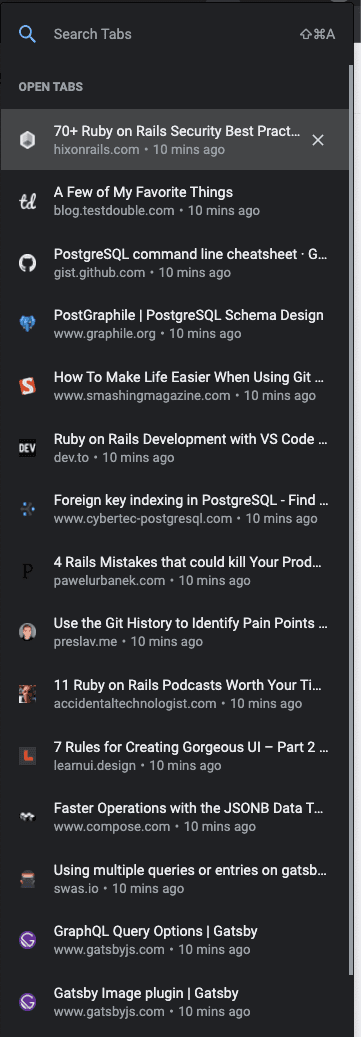 Search Tabs ⇧⌘A
OPEN TABS
70+ Ruby on Rails Security Best Pract...
hixonrails.com • 10 mins ago
td
A Few of My Favorite Things
blog.testdouble.com • 10 mins ago
PostgreSQL command line cheatsheet · G...
gist.github.com • 10 mins ago
PostGraphile | PostgreSQL Schema Design
www.graphile.org • 10 mins ago
How To Make Life Easier When Using Git ...
www.smashingmagazine.com • 10 mins ago
DEV
Ruby on Rails Development with VS Code ...
dev.to • 10 mins ago
Foreign key indexing in PostgreSQL - Find ...
www.cybertec-postgresql.com • 10 mins ago
P
4 Rails Mistakes that could kill Your Prod...
pawelurbanek.com • 10 mins ago
Use the Git History to Identify Pain Points ...
preslav.me • 10 mins ago
11 Ruby on Rails Podcasts Worth Your Ti...
accidentaltechnologist.com • 10 mins ago
7 Rules for Creating Gorgeous UI – Part 2 ...
learnui.design • 10 mins ago
Faster Operations with the JSONB Data T...
www.compose.com • 10 mins ago
Using multiple queries or entries on gatsb...
swas.io • 10 mins ago
GraphQL Query Options | Gatsby
www.gatsbyjs.com • 10 mins ago
Gatsby Image plugin | Gatsby
www.gatsbyjs.com • 10 mins ago